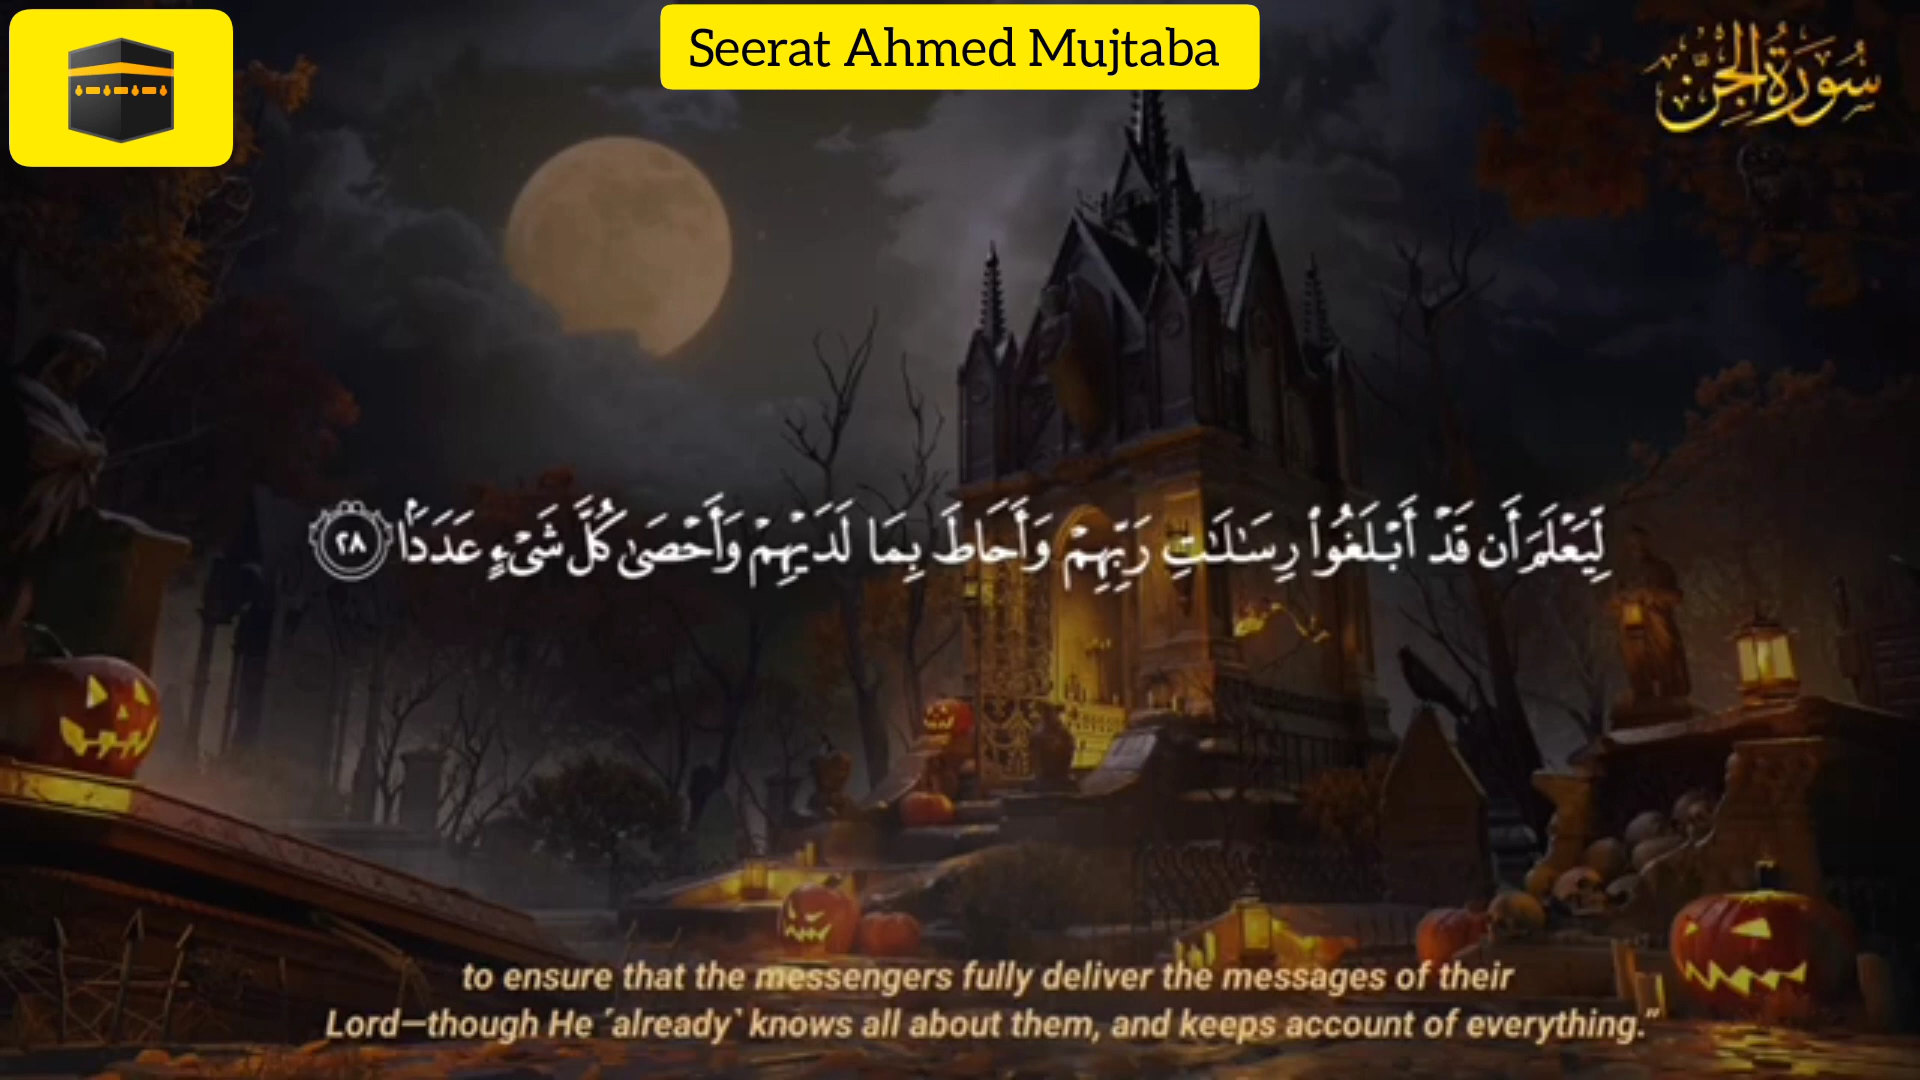 Seerat Ahmed Mujtaba
سُورَةُ الجِنّ
لِّيَعْلَمَ أَن قَدْ أَبْلَغُوا۟ رِسَـٰلَـٰتِ رَبِّهِمْ وَأَحَاطَ بِمَا لَدَيْهِمْ وَأَحْصَىٰ كُلَّ شَىْءٍ عَدَدَۢا ٢٨
to ensure that the messengers fully deliver the messages of their
Lord—though He ´already` knows all about them, and keeps account of everything.”